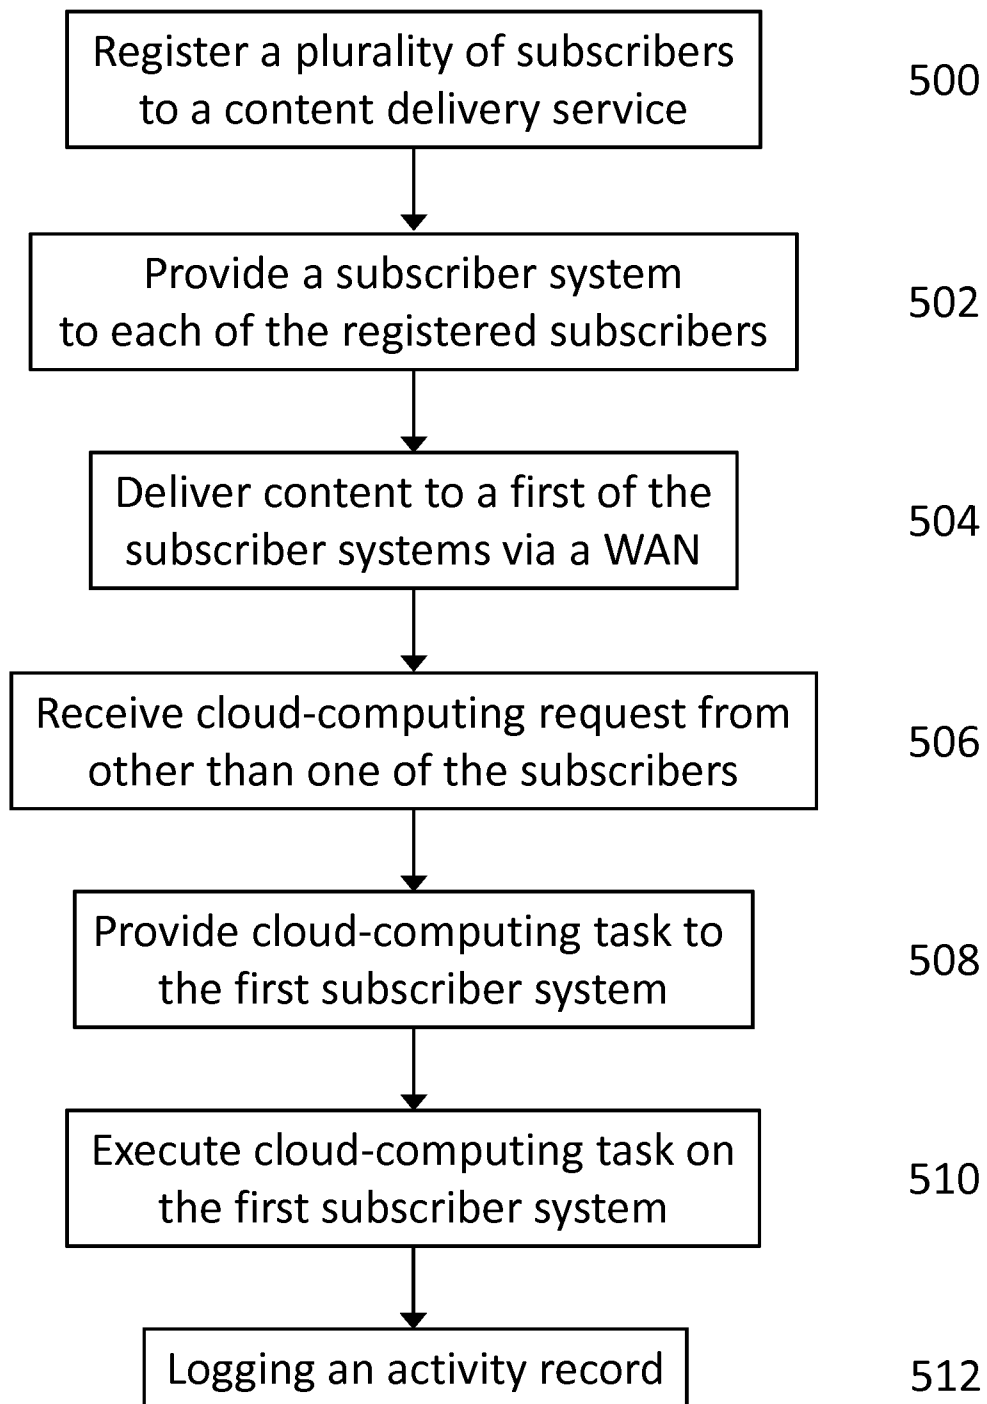 Register a plurality of subscribers
to a content delivery service
500
Provide a subscriber system
to each of the registered subscribers
502
Deliver content to a first of the
subscriber systems via a WAN
504
Receive cloud-computing request from
other than one of the subscribers
506
Provide cloud-computing task to
the first subscriber system
508
Execute cloud-computing task on
the first subscriber system
510
Logging an activity record
512